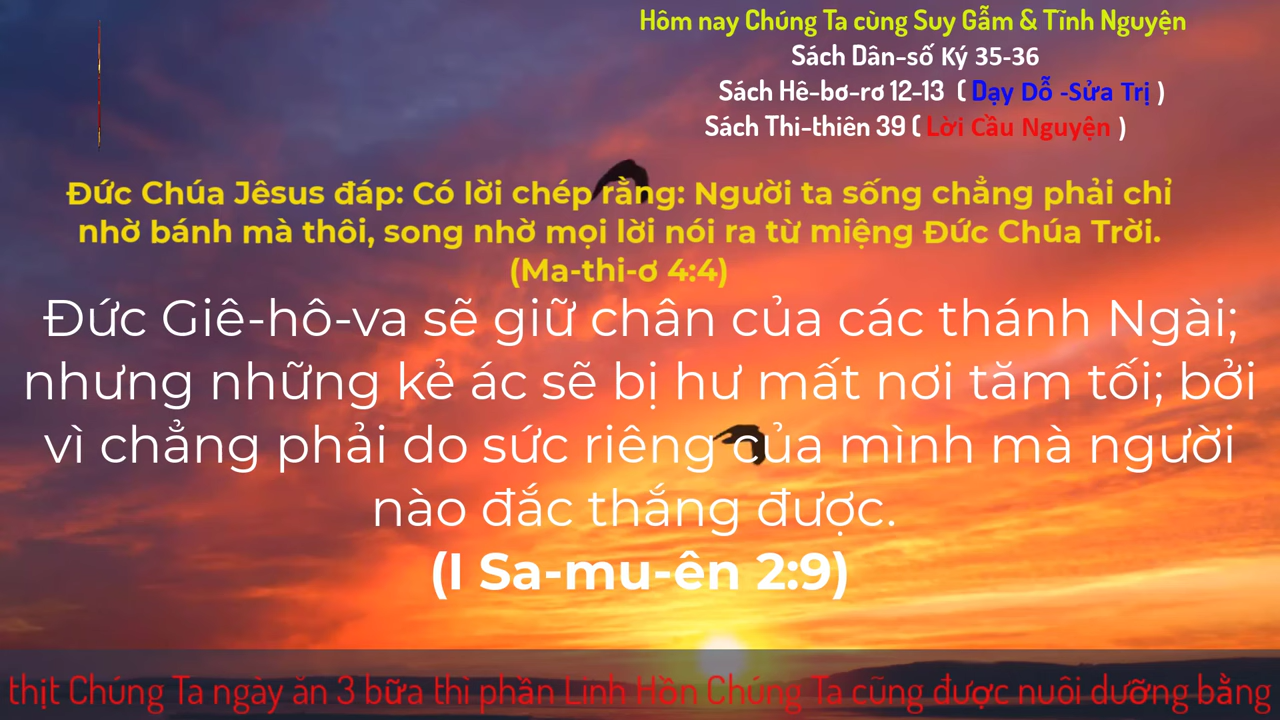 Hôm nay Chúng Ta cùng Suy Gẫm & Tĩnh Nguyện
Sách Dân-số Ký 35-36
Sách Hê-bơ-rơ 12-13 ( Dạy Dỗ -Sửa Trị )
Sách Thi-thiên 39 ( Lời Cầu Nguyện )
Đức Chúa Jêsus đáp: Có lời chép rằng: Người ta sống chẳng phải chỉ
nhờ bánh mà thôi, song nhờ mọi lời nói ra từ miệng Đức Chúa Trời.
(Ma-thi-ơ 4:4)
Đức Giê-hô-va sẽ giữ chân của các thánh Ngài;
nhưng những kẻ ác sẽ bị hư mất nơi tăm tối; bởi
vì chẳng phải do sức riêng của mình mà người
nào đắc thắng được.
(I Sa-mu-ên 2:9)
thịt Chúng Ta ngày ăn 3 bữa thì phần Linh Hồn Chúng Ta cũng được nuôi dưỡng bằng